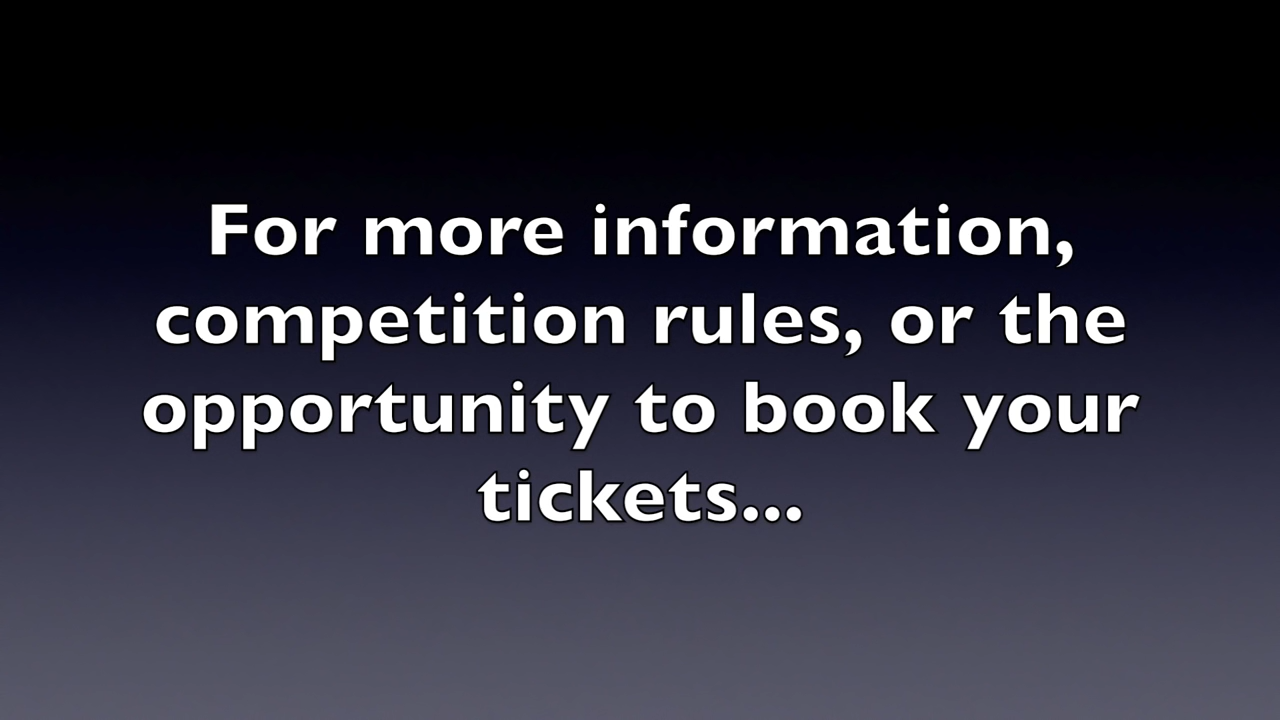 For more information,
competition rules, or the
opportunity to book your
tickets...